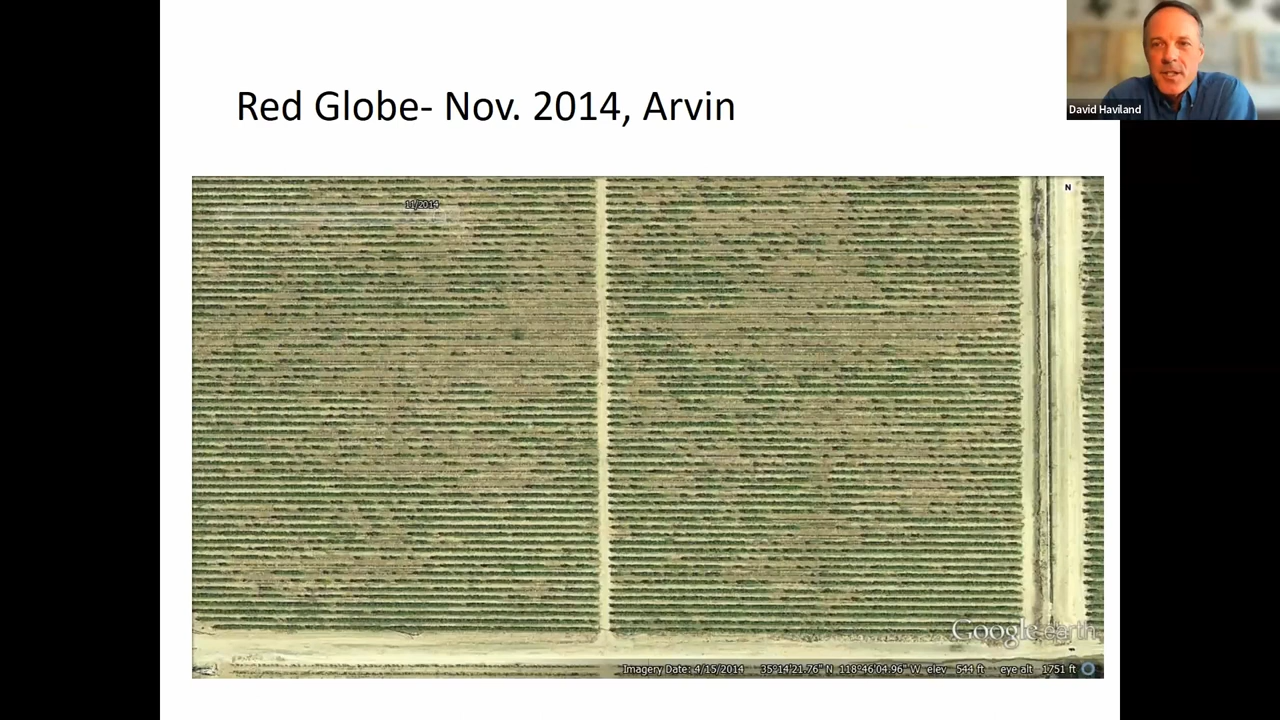 Red Globe- Nov. 2014, Arvin
David Haviland
N
11/2014
Google earth
Imagery Date: 4/15/2014 35°14'21.76" N 118°46'04.96" W elev 544 ft eye alt 1751 ft